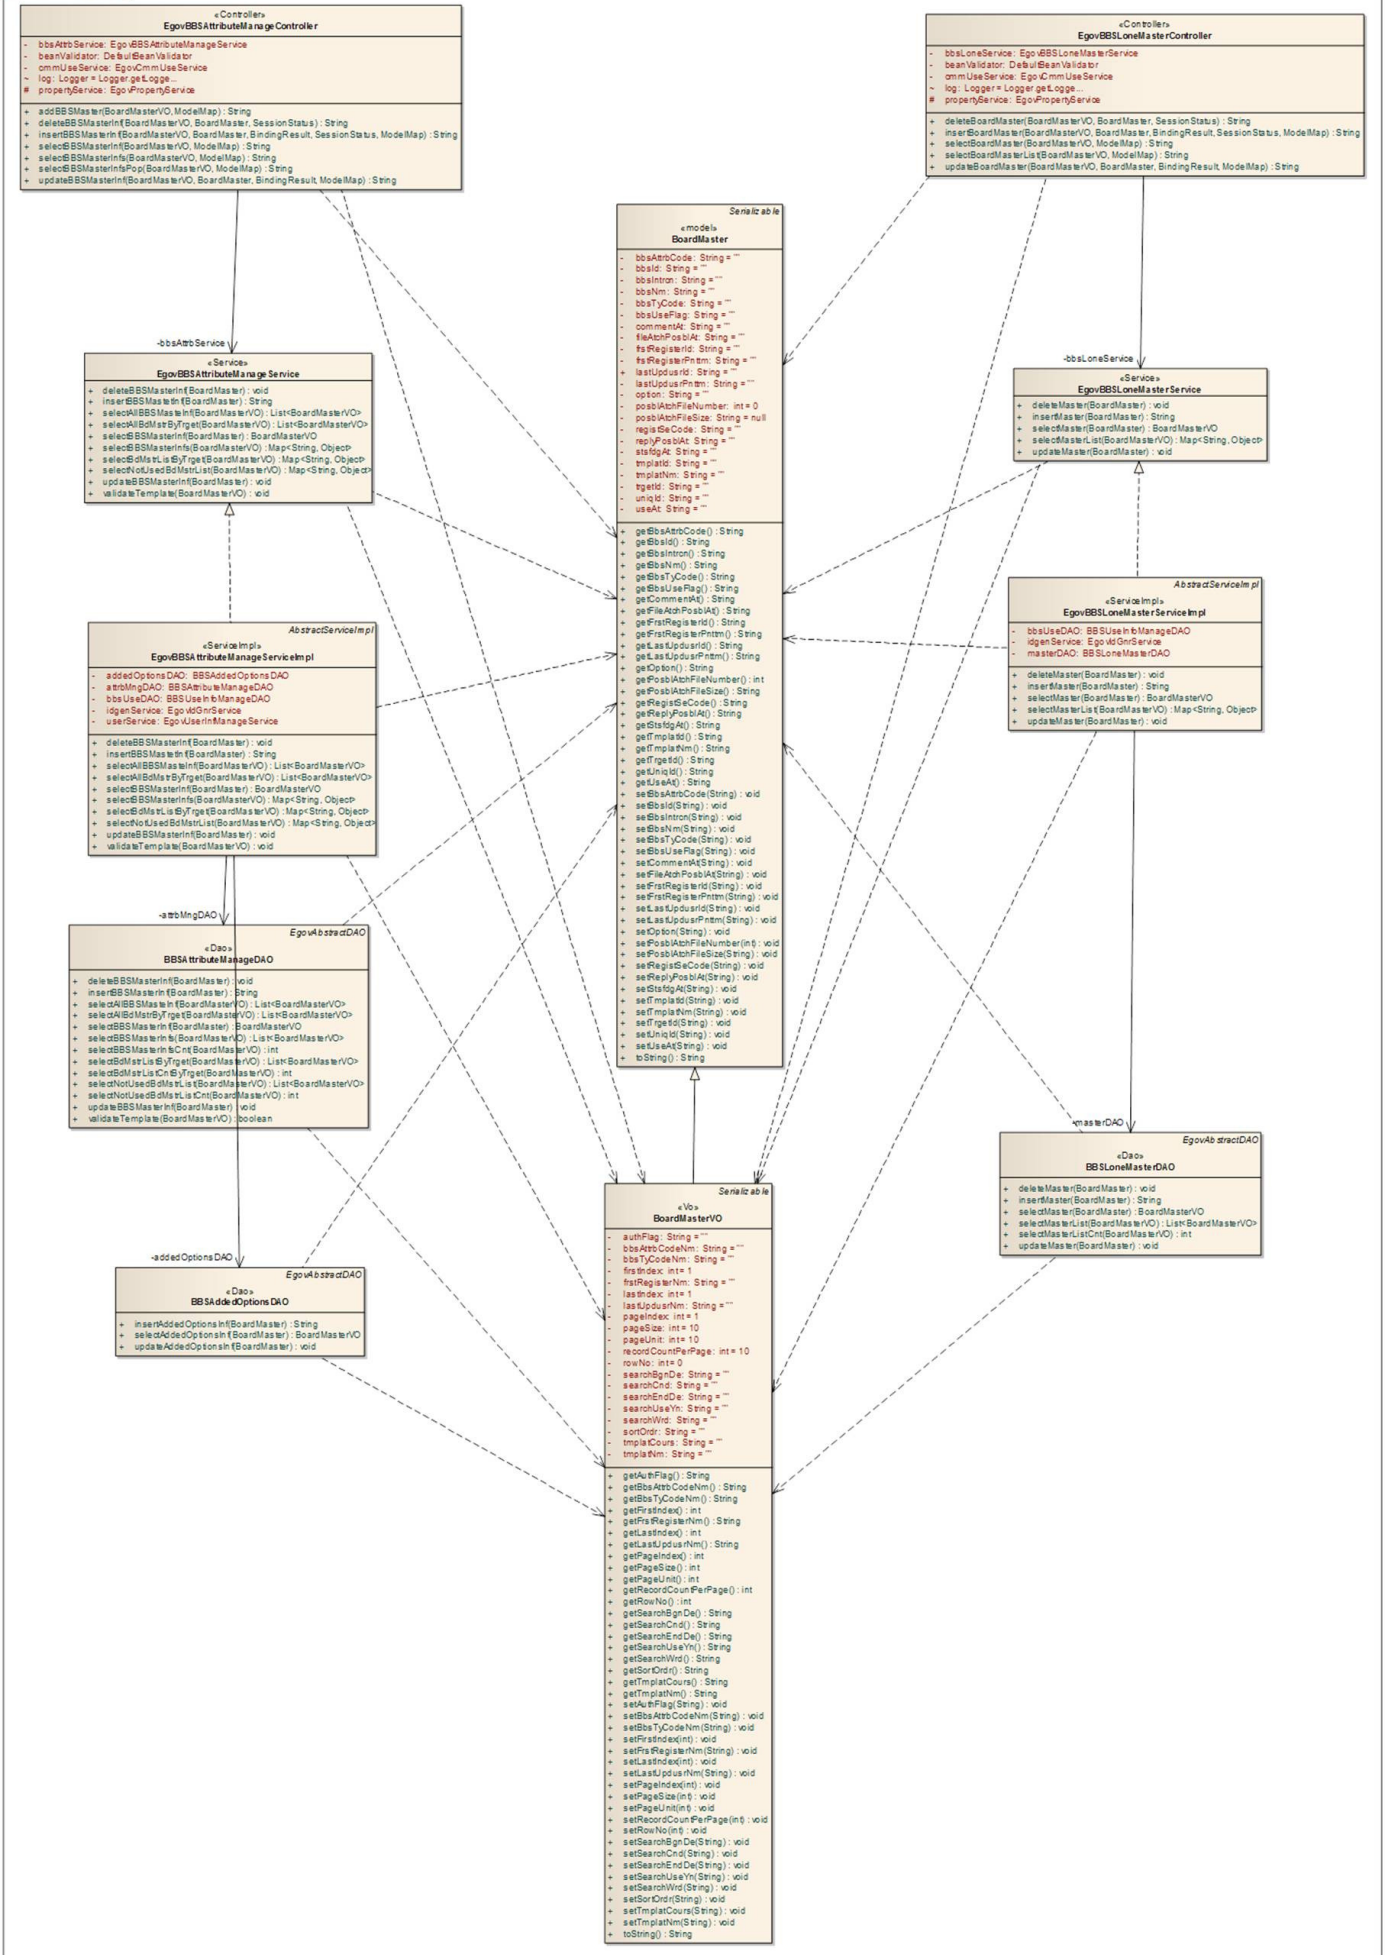 «Controller»
EgovBBSAttributeManageController
- bbsAttrbService: EgovBBSAttributeManageService
- beanValidator: DefaultBeanValidator
- cmmUseService: EgovCmmUseService
~ log: Logger = Logger.getLogge...
# propertyService: EgovPropertyService
+ addBBSMaster(BoardMasterVO, ModelMap) : String
+ deleteBBSMasterInf(BoardMasterVO, BoardMaster, SessionStatus) : String
+ insertBBSMasterInf(BoardMasterVO, BoardMaster, BindingResult, SessionStatus, ModelMap) : String
+ selectBBSMasterInf(BoardMasterVO, ModelMap) : String
+ selectBBSMasterInfs(BoardMasterVO, ModelMap) : String
+ selectBBSMasterInfsPop(BoardMasterVO, ModelMap) : String
+ updateBBSMasterInf(BoardMasterVO, BoardMaster, BindingResult, ModelMap) : String
«Controller»
EgovBBSLoneMasterController
- bbsLoneService: EgovBBSLoneMasterService
- beanValidator: DefaultBeanValidator
- cmmUseService: EgovCmmUseService
~ log: Logger = Logger.getLogge...
# propertyService: EgovPropertyService
+ deleteBoardMaster(BoardMasterVO, BoardMaster, SessionStatus) : String
+ insertBoardMaster(BoardMasterVO, BoardMaster, BindingResult, SessionStatus, ModelMap) : String
+ selectBoardMaster(BoardMasterVO, ModelMap) : String
+ selectBoardMasterList(BoardMasterVO, ModelMap) : String
+ updateBoardMaster(BoardMasterVO, BoardMaster, BindingResult, ModelMap) : String
Serializable
«model»
BoardMaster
- bbsAttrbCode: String = ""
- bbsId: String = ""
- bbsIntrcn: String = ""
- bbsNm: String = ""
- bbsTyCode: String = ""
- bbsUseFlag: String = ""
- commentAt: String = ""
- fileAtchPosblAt: String = ""
- frstRegisterId: String = ""
- frstRegisterPnttm: String = ""
+ lastUpdusrId: String = ""
- lastUpdusrPnttm: String = ""
- option: String = ""
- posblAtchFileNumber: int = 0
- posblAtchFileSize: String = null
- registSeCode: String = ""
- replyPosblAt: String = ""
- stsfdgAt: String = ""
- tmplatId: String = ""
- tmplatNm: String = ""
- trgetId: String = ""
- uniqId: String = ""
- useAt: String = ""
+ getBbsAttrbCode() : String
+ getBbsId() : String
+ getBbsIntrcn() : String
+ getBbsNm() : String
+ getBbsTyCode() : String
+ getBbsUseFlag() : String
+ getCommentAt() : String
+ getFileAtchPosblAt() : String
+ getFrstRegisterId() : String
+ getFrstRegisterPnttm() : String
+ getLastUpdusrId() : String
+ getLastUpdusrPnttm() : String
+ getOption() : String
+ getPosblAtchFileNumber() : int
+ getPosblAtchFileSize() : String
+ getRegistSeCode() : String
+ getReplyPosblAt() : String
+ getStsfdgAt() : String
+ getTmplatId() : String
+ getTmplatNm() : String
+ getTrgetId() : String
+ getUniqId() : String
+ getUseAt() : String
+ setBbsAttrbCode(String) : void
+ setBbsId(String) : void
+ setBbsIntrcn(String) : void
+ setBbsNm(String) : void
+ setBbsTyCode(String) : void
+ setBbsUseFlag(String) : void
+ setCommentAt(String) : void
+ setFileAtchPosblAt(String) : void
+ setFrstRegisterId(String) : void
+ setFrstRegisterPnttm(String) : void
+ setLastUpdusrId(String) : void
+ setLastUpdusrPnttm(String) : void
+ setOption(String) : void
+ setPosblAtchFileNumber(int) : void
+ setPosblAtchFileSize(String) : void
+ setRegistSeCode(String) : void
+ setReplyPosblAt(String) : void
+ setStsfdgAt(String) : void
+ setTmplatId(String) : void
+ setTmplatNm(String) : void
+ setTrgetId(String) : void
+ setUniqId(String) : void
+ setUseAt(String) : void
+ toString() : String
-bbsAttrbService
«Service»
EgovBBSAttributeManageService
+ deleteBBSMasterInf(BoardMaster) : void
+ insertBBSMastetInf(BoardMaster) : String
+ selectAllBBSMasteInf(BoardMasterVO) : List<BoardMasterVO>
+ selectAllBdMstrByTrget(BoardMasterVO) : List<BoardMasterVO>
+ selectBBSMasterInf(BoardMaster) : BoardMasterVO
+ selectBBSMasterInfs(BoardMasterVO) : Map<String, Object>
+ selectBdMstrListByTrget(BoardMasterVO) : Map<String, Object>
+ selectNotUsedBdMstrList(BoardMasterVO) : Map<String, Object>
+ updateBBSMasterInf(BoardMaster) : void
+ validateTemplate(BoardMasterVO) : void
-bbsLoneService
«Service»
EgovBBSLoneMasterService
+ deleteMaster(BoardMaster) : void
+ insertMaster(BoardMaster) : String
+ selectMaster(BoardMaster) : BoardMasterVO
+ selectMasterList(BoardMasterVO) : Map<String, Object>
+ updateMaster(BoardMaster) : void
AbstractServiceImpl
«ServiceImpl»
EgovBBSLoneMasterServiceImpl
- bbsUseDAO: BBSUseInfoManageDAO
- idgenService: EgovIdGnrService
- masterDAO: BBSLoneMasterDAO
+ deleteMaster(BoardMaster) : void
+ insertMaster(BoardMaster) : String
+ selectMaster(BoardMaster) : BoardMasterVO
+ selectMasterList(BoardMasterVO) : Map<String, Object>
+ updateMaster(BoardMaster) : void
AbstractServiceImpl
«ServiceImpl»
EgovBBSAttributeManageServiceImpl
- addedOptionsDAO: BBSAddedOptionsDAO
- attrbMngDAO: BBSAttributeManageDAO
- bbsUseDAO: BBSUseInfoManageDAO
- idgenService: EgovIdGnrService
- userService: EgovUserInfManageService
+ deleteBBSMasterInf(BoardMaster) : void
+ insertBBSMastetInf(BoardMaster) : String
+ selectAllBBSMasteInf(BoardMasterVO) : List<BoardMasterVO>
+ selectAllBdMstrByTrget(BoardMasterVO) : List<BoardMasterVO>
+ selectBBSMasterInf(BoardMaster) : BoardMasterVO
+ selectBBSMasterInfs(BoardMasterVO) : Map<String, Object>
+ selectBdMstrListByTrget(BoardMasterVO) : Map<String, Object>
+ selectNotUsedBdMstrList(BoardMasterVO) : Map<String, Object>
+ updateBBSMasterInf(BoardMaster) : void
+ validateTemplate(BoardMasterVO) : void
-attrbMngDAO
EgovAbstractDAO
«Dao»
BBSAttributeManageDAO
+ deleteBBSMasterInf(BoardMaster) : void
+ insertBBSMasterInf(BoardMaster) : String
+ selectAllBBSMasteInf(BoardMasterVO) : List<BoardMasterVO>
+ selectAllBdMstrByTrget(BoardMasterVO) : List<BoardMasterVO>
+ selectBBSMasterInf(BoardMaster) : BoardMasterVO
+ selectBBSMasterInfs(BoardMasterVO) : List<BoardMasterVO>
+ selectBBSMasterInfsCnt(BoardMasterVO) : int
+ selectBdMstrListByTrget(BoardMasterVO) : List<BoardMasterVO>
+ selectBdMstrListCntByTrget(BoardMasterVO) : int
+ selectNotUsedBdMstrList(BoardMasterVO) : List<BoardMasterVO>
+ selectNotUsedBdMstrListCnt(BoardMasterVO) : int
+ updateBBSMasterInf(BoardMaster) : void
+ validateTemplate(BoardMasterVO) : boolean
-masterDAO
EgovAbstractDAO
«Dao»
BBSLoneMasterDAO
+ deleteMaster(BoardMaster) : void
+ insertMaster(BoardMaster) : String
+ selectMaster(BoardMaster) : BoardMasterVO
+ selectMasterList(BoardMasterVO) : List<BoardMasterVO>
+ selectMasterListCnt(BoardMasterVO) : int
+ updateMaster(BoardMaster) : void
-addedOptionsDAO
EgovAbstractDAO
«Dao»
BBSAddedOptionsDAO
+ insertAddedOptionsInf(BoardMaster) : String
+ selectAddedOptionsInf(BoardMaster) : BoardMasterVO
+ updateAddedOptionsInf(BoardMaster) : void
Serializable
«Vo»
BoardMasterVO
- authFlag: String = ""
- bbsAttrbCodeNm: String = ""
- bbsTyCodeNm: String = ""
- firstIndex: int = 1
- frstRegisterNm: String = ""
- lastIndex: int = 1
- lastUpdusrNm: String = ""
- pageIndex: int = 1
- pageSize: int = 10
- pageUnit: int = 10
- recordCountPerPage: int = 10
- rowNo: int = 0
- searchBgnDe: String = ""
- searchCnd: String = ""
- searchEndDe: String = ""
- searchUseYn: String = ""
- searchWrd: String = ""
- sortOrdr: String = ""
- tmplatCours: String = ""
- tmplatNm: String = ""
+ getAuthFlag() : String
+ getBbsAttrbCodeNm() : String
+ getBbsTyCodeNm() : String
+ getFirstIndex() : int
+ getFrstRegisterNm() : String
+ getLastIndex() : int
+ getLastUpdusrNm() : String
+ getPageIndex() : int
+ getPageSize() : int
+ getPageUnit() : int
+ getRecordCountPerPage() : int
+ getRowNo() : int
+ getSearchBgnDe() : String
+ getSearchCnd() : String
+ getSearchEndDe() : String
+ getSearchUseYn() : String
+ getSearchWrd() : String
+ getSortOrdr() : String
+ getTmplatCours() : String
+ getTmplatNm() : String
+ setAuthFlag(String) : void
+ setBbsAttrbCodeNm(String) : void
+ setBbsTyCodeNm(String) : void
+ setFirstIndex(int) : void
+ setFrstRegisterNm(String) : void
+ setLastIndex(int) : void
+ setLastUpdusrNm(String) : void
+ setPageIndex(int) : void
+ setPageSize(int) : void
+ setPageUnit(int) : void
+ setRecordCountPerPage(int) : void
+ setRowNo(int) : void
+ setSearchBgnDe(String) : void
+ setSearchCnd(String) : void
+ setSearchEndDe(String) : void
+ setSearchUseYn(String) : void
+ setSearchWrd(String) : void
+ setSortOrdr(String) : void
+ setTmplatCours(String) : void
+ setTmplatNm(String) : void
+ toString() : String